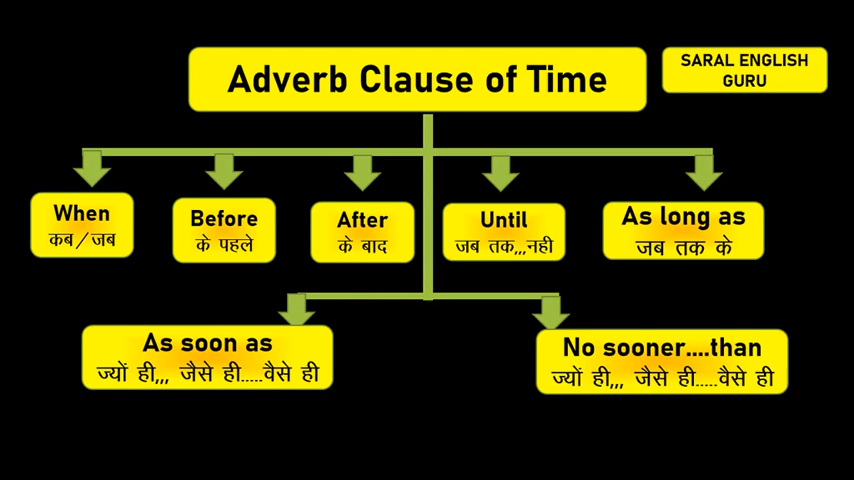 Adverb Clause of Time
SARAL ENGLISH
GURU
When
कब/जब
Before
के पहले
After
के बाद
Until
जब तक,,,नही
As long as
जब तक के
As soon as
ज्यों ही,,, जैसे ही.....वैसे ही
No sooner....than
ज्यों ही,,, जैसे ही.....वैसे ही